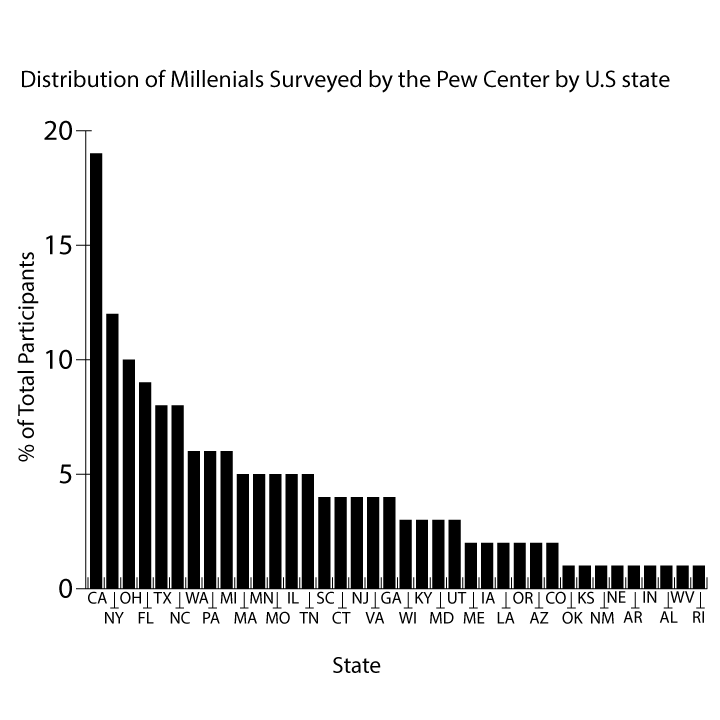 Distribution of Millenials Surveyed by the Pew Center by U.S state
20
15
10
5
0
% of Total Participants
CA OH TX WA MI MN IL SC NJ GA KY UT IA OR CO KS NE IN WV
NY FL NC PA MA MO TN CT VA WI MD ME LA AZ OK NM AR AL RI
State